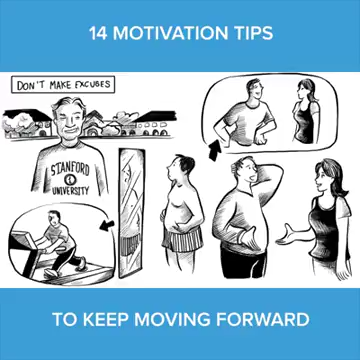 14 MOTIVATION TIPS
DON'T MAKE EXCUSES
STANFORD
UNIVERSITY
TO KEEP MOVING FORWARD